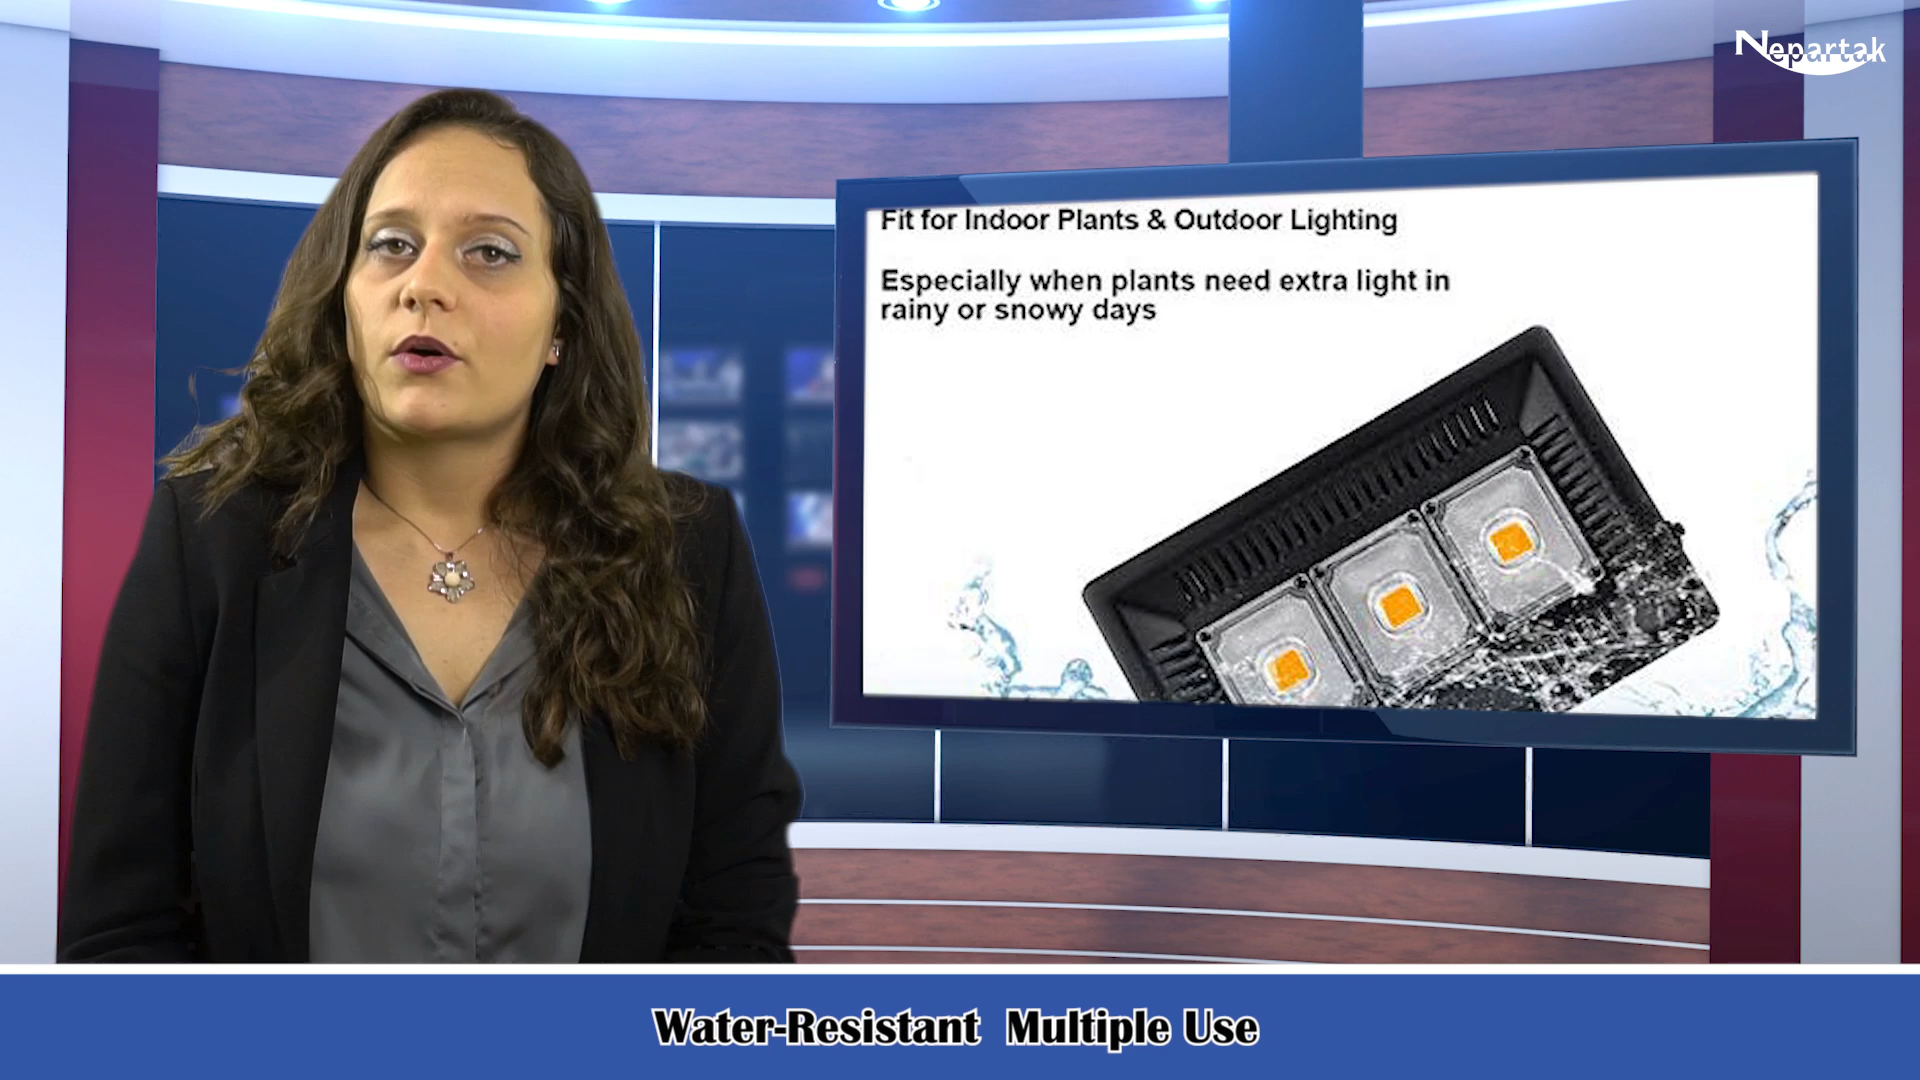 Nepartak
Fit for Indoor Plants & Outdoor Lighting
Especially when plants need extra light in
rainy or snowy days
Water-Resistant Multiple Use